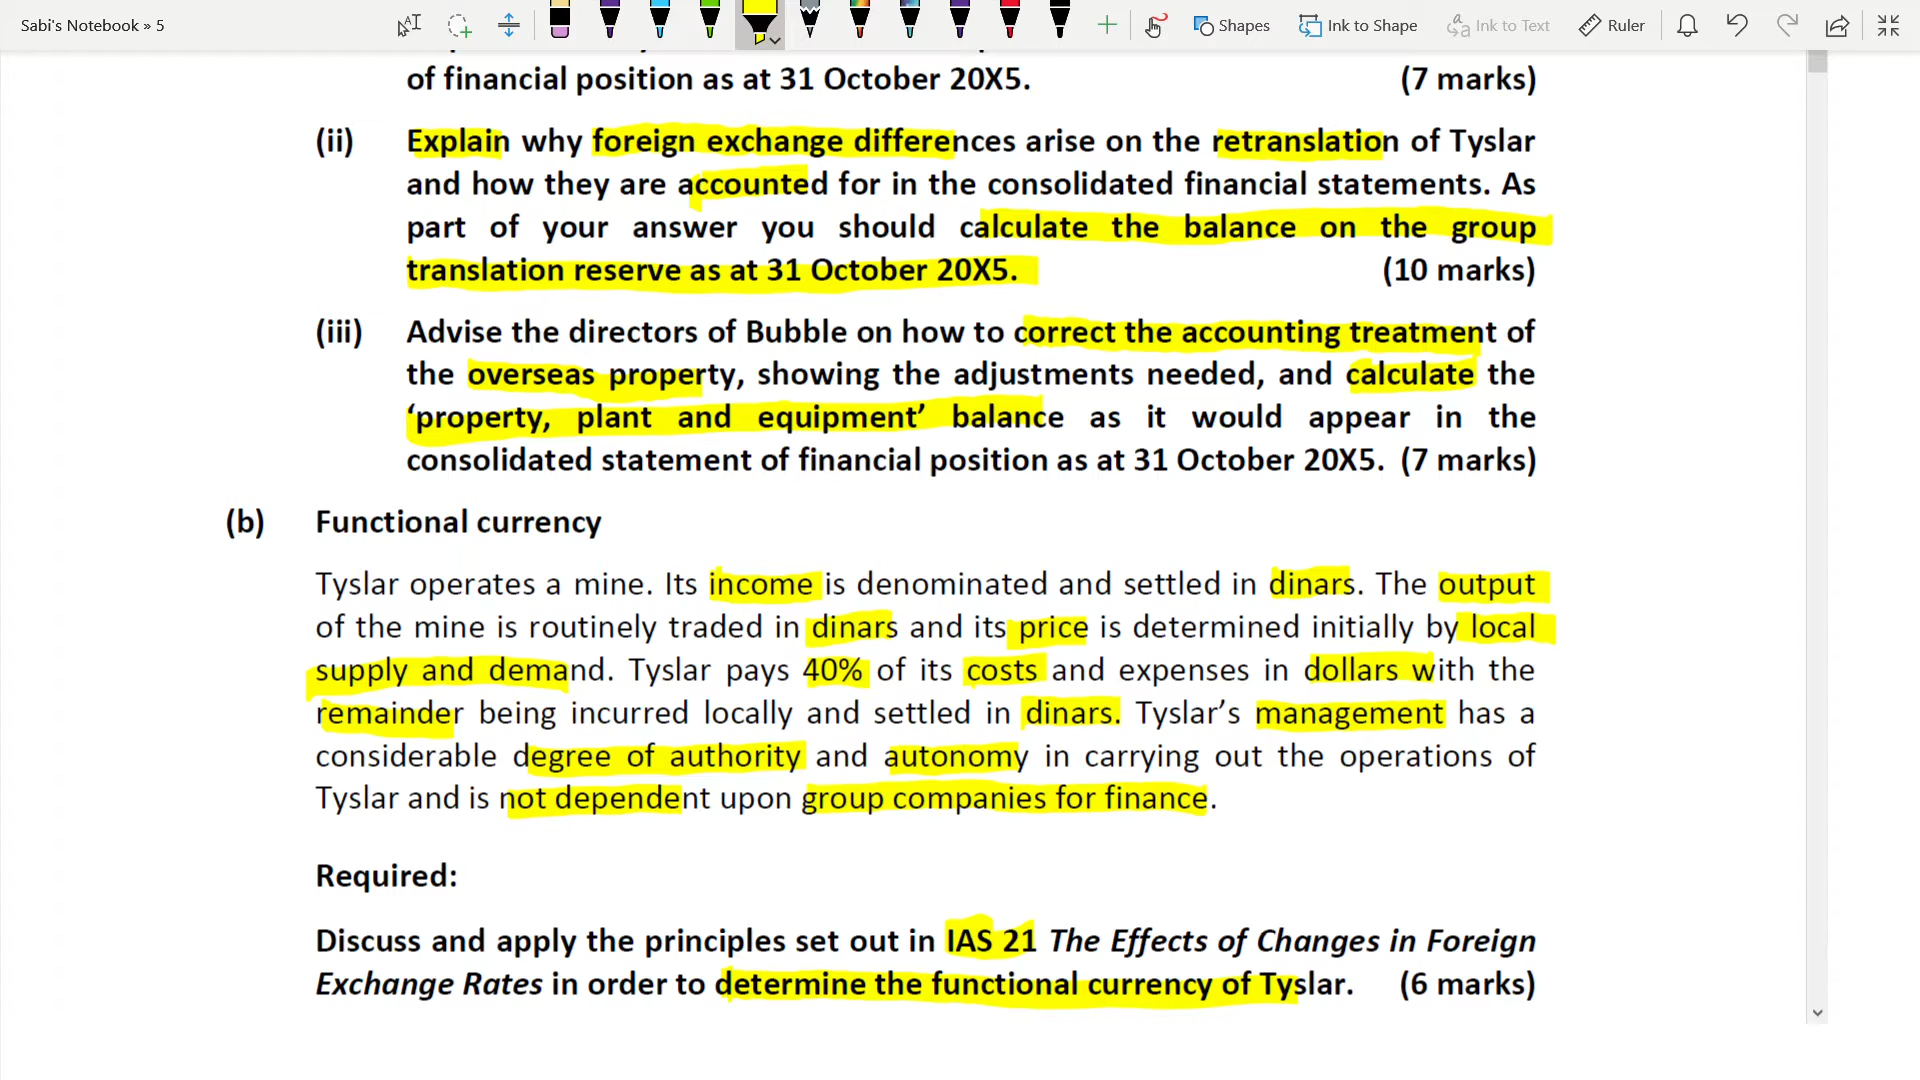 Sabi's Notebook » 5
Shapes
Ink to Shape
Ink to Text
Ruler
of financial position as at 31 October 20X5. (7 marks)
(ii) Explain why foreign exchange differences arise on the retranslation of Tyslar
and how they are accounted for in the consolidated financial statements. As
part of your answer you should calculate the balance on the group
translation reserve as at 31 October 20X5. (10 marks)
(iii) Advise the directors of Bubble on how to correct the accounting treatment of
the overseas property, showing the adjustments needed, and calculate the
‘property, plant and equipment’ balance as it would appear in the
consolidated statement of financial position as at 31 October 20X5. (7 marks)
(b) Functional currency
Tyslar operates a mine. Its income is denominated and settled in dinars. The output
of the mine is routinely traded in dinars and its price is determined initially by local
supply and demand. Tyslar pays 40% of its costs and expenses in dollars with the
remainder being incurred locally and settled in dinars. Tyslar’s management has a
considerable degree of authority and autonomy in carrying out the operations of
Tyslar and is not dependent upon group companies for finance.
Required:
Discuss and apply the principles set out in IAS 21 The Effects of Changes in Foreign
Exchange Rates in order to determine the functional currency of Tyslar. (6 marks)